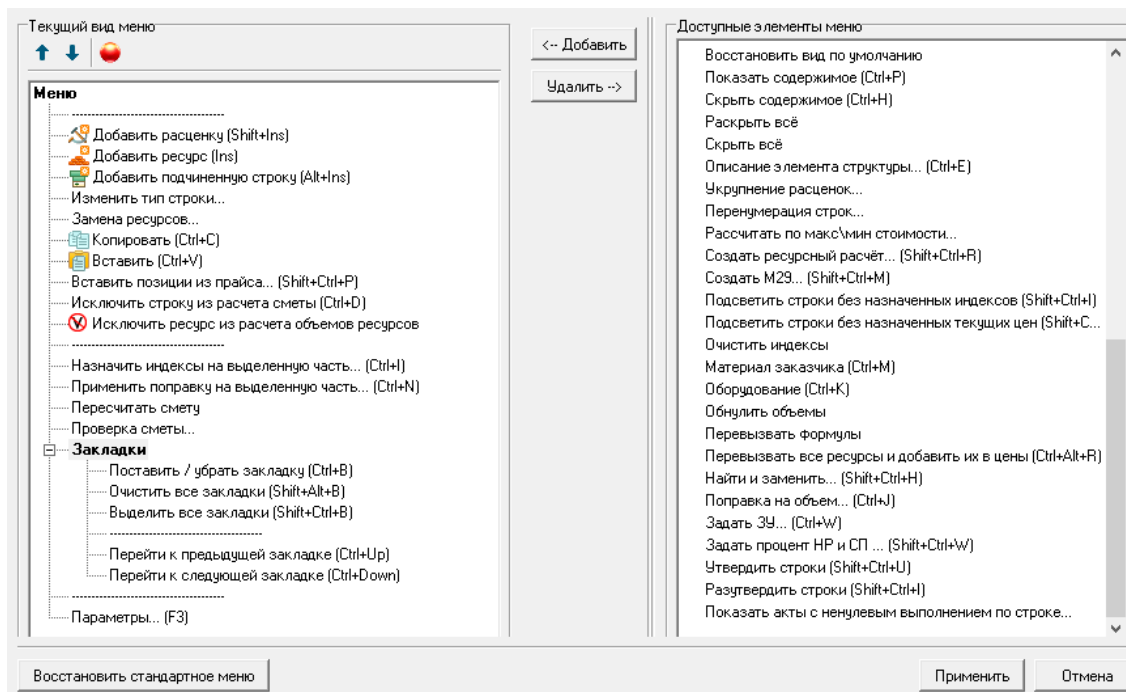 Текущий вид меню
Меню
Добавить расценку (Shift+Ins)
Добавить ресурс (Ins)
Добавить подчиненную строку (Alt+Ins)
Изменить тип строки...
Замена ресурсов...
Копировать (Ctrl+C)
Вставить (Ctrl+V)
Вставить позиции из прайса... (Shift+Ctrl+P)
Исключить строку из расчета сметы (Ctrl+D)
Исключить ресурс из расчета объемов ресурсов
Назначить индексы на выделенную часть... (Ctrl+I)
Применить поправку на выделенную часть... (Ctrl+N)
Пересчитать смету
Проверка сметы...
Закладки
Поставить / убрать закладку (Ctrl+B)
Очистить все закладки (Shift+Alt+B)
Выделить все закладки (Shift+Ctrl+B)
Перейти к предыдущей закладке (Ctrl+Up)
Перейти к следующей закладке (Ctrl+Down)
Параметры... (F3)
<-- Добавить
Удалить -->
Доступные элементы меню
Восстановить вид по умолчанию
Показать содержимое (Ctrl+P)
Скрыть содержимое (Ctrl+H)
Раскрыть всё
Скрыть всё
Описание элемента структуры... (Ctrl+E)
Укрупнение расценок...
Перенумерация строк...
Рассчитать по макс\мин стоимости...
Создать ресурсный расчёт... (Shift+Ctrl+R)
Создать М29... (Shift+Ctrl+M)
Подсветить строки без назначенных индексов (Shift+Ctrl+I)
Подсветить строки без назначенных текущих цен (Shift+C...
Очистить индексы
Материал заказчика (Ctrl+M)
Оборудование (Ctrl+K)
Обнулить объемы
Перевызвать формулы
Перевызвать все ресурсы и добавить их в цены (Ctrl+Alt+R)
Найти и заменить... (Shift+Ctrl+H)
Поправка на объем... (Ctrl+J)
Задать ЗУ... (Ctrl+W)
Задать процент НР и СП ... (Shift+Ctrl+W)
Утвердить строки (Shift+Ctrl+U)
Разутвердить строки (Shift+Ctrl+I)
Показать акты с ненулевым выполнением по строке...
Восстановить стандартное меню
Применить
Отмена